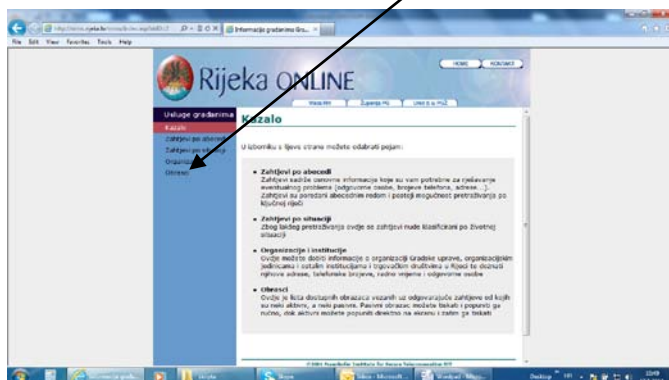 Informacije građanima Gra...
File Edit View Favorites Tools Help
Rijeka ONLINE
HOME KONTAKT
Usluge građanima
Kazalo
Kazalo
Zahtjevi po abecedi
Zahtjevi po situaciji
Obrasci
U izborniku s lijeve strane možete odabrati pojam:
Zahtjevi po abecedi
Zahtjevi sadrže osnovne informacije koje su vam potrebne za rješavanje
eventualnog problema (odgovorne osobe, brojeve telefona, adrese...).
Zahtjevi su poredani abecednim redom i postoji mogućnost pretraživanja po
ključnoj riječi
Zahtjevi po situaciji
Zbog lakšeg pretraživanja ovdje se zahtjevi nude klasificirani po životnoj
situaciji
Organizacije i institucije
Ovdje možete dobiti informacije o organizaciji Gradske uprave, organizacijskim
jedinicama i ostalim institucijama i trgovačkim društvima u Rijeci te doznati
njihove adrese, telefonske brojeve, radno vrijeme i odgovorne osobe
Obrasci
Ovdje je lista dostupnih obrazaca vezanih uz odgovarajuće zahtjeve od kojih
su neki aktivni, a neki pasivni. Pasivni obrazac možete tiskati i popuniti ga
ručno, dok aktivni možete popuniti direktno na ekranu i zatim ga tiskati
Desktop HR